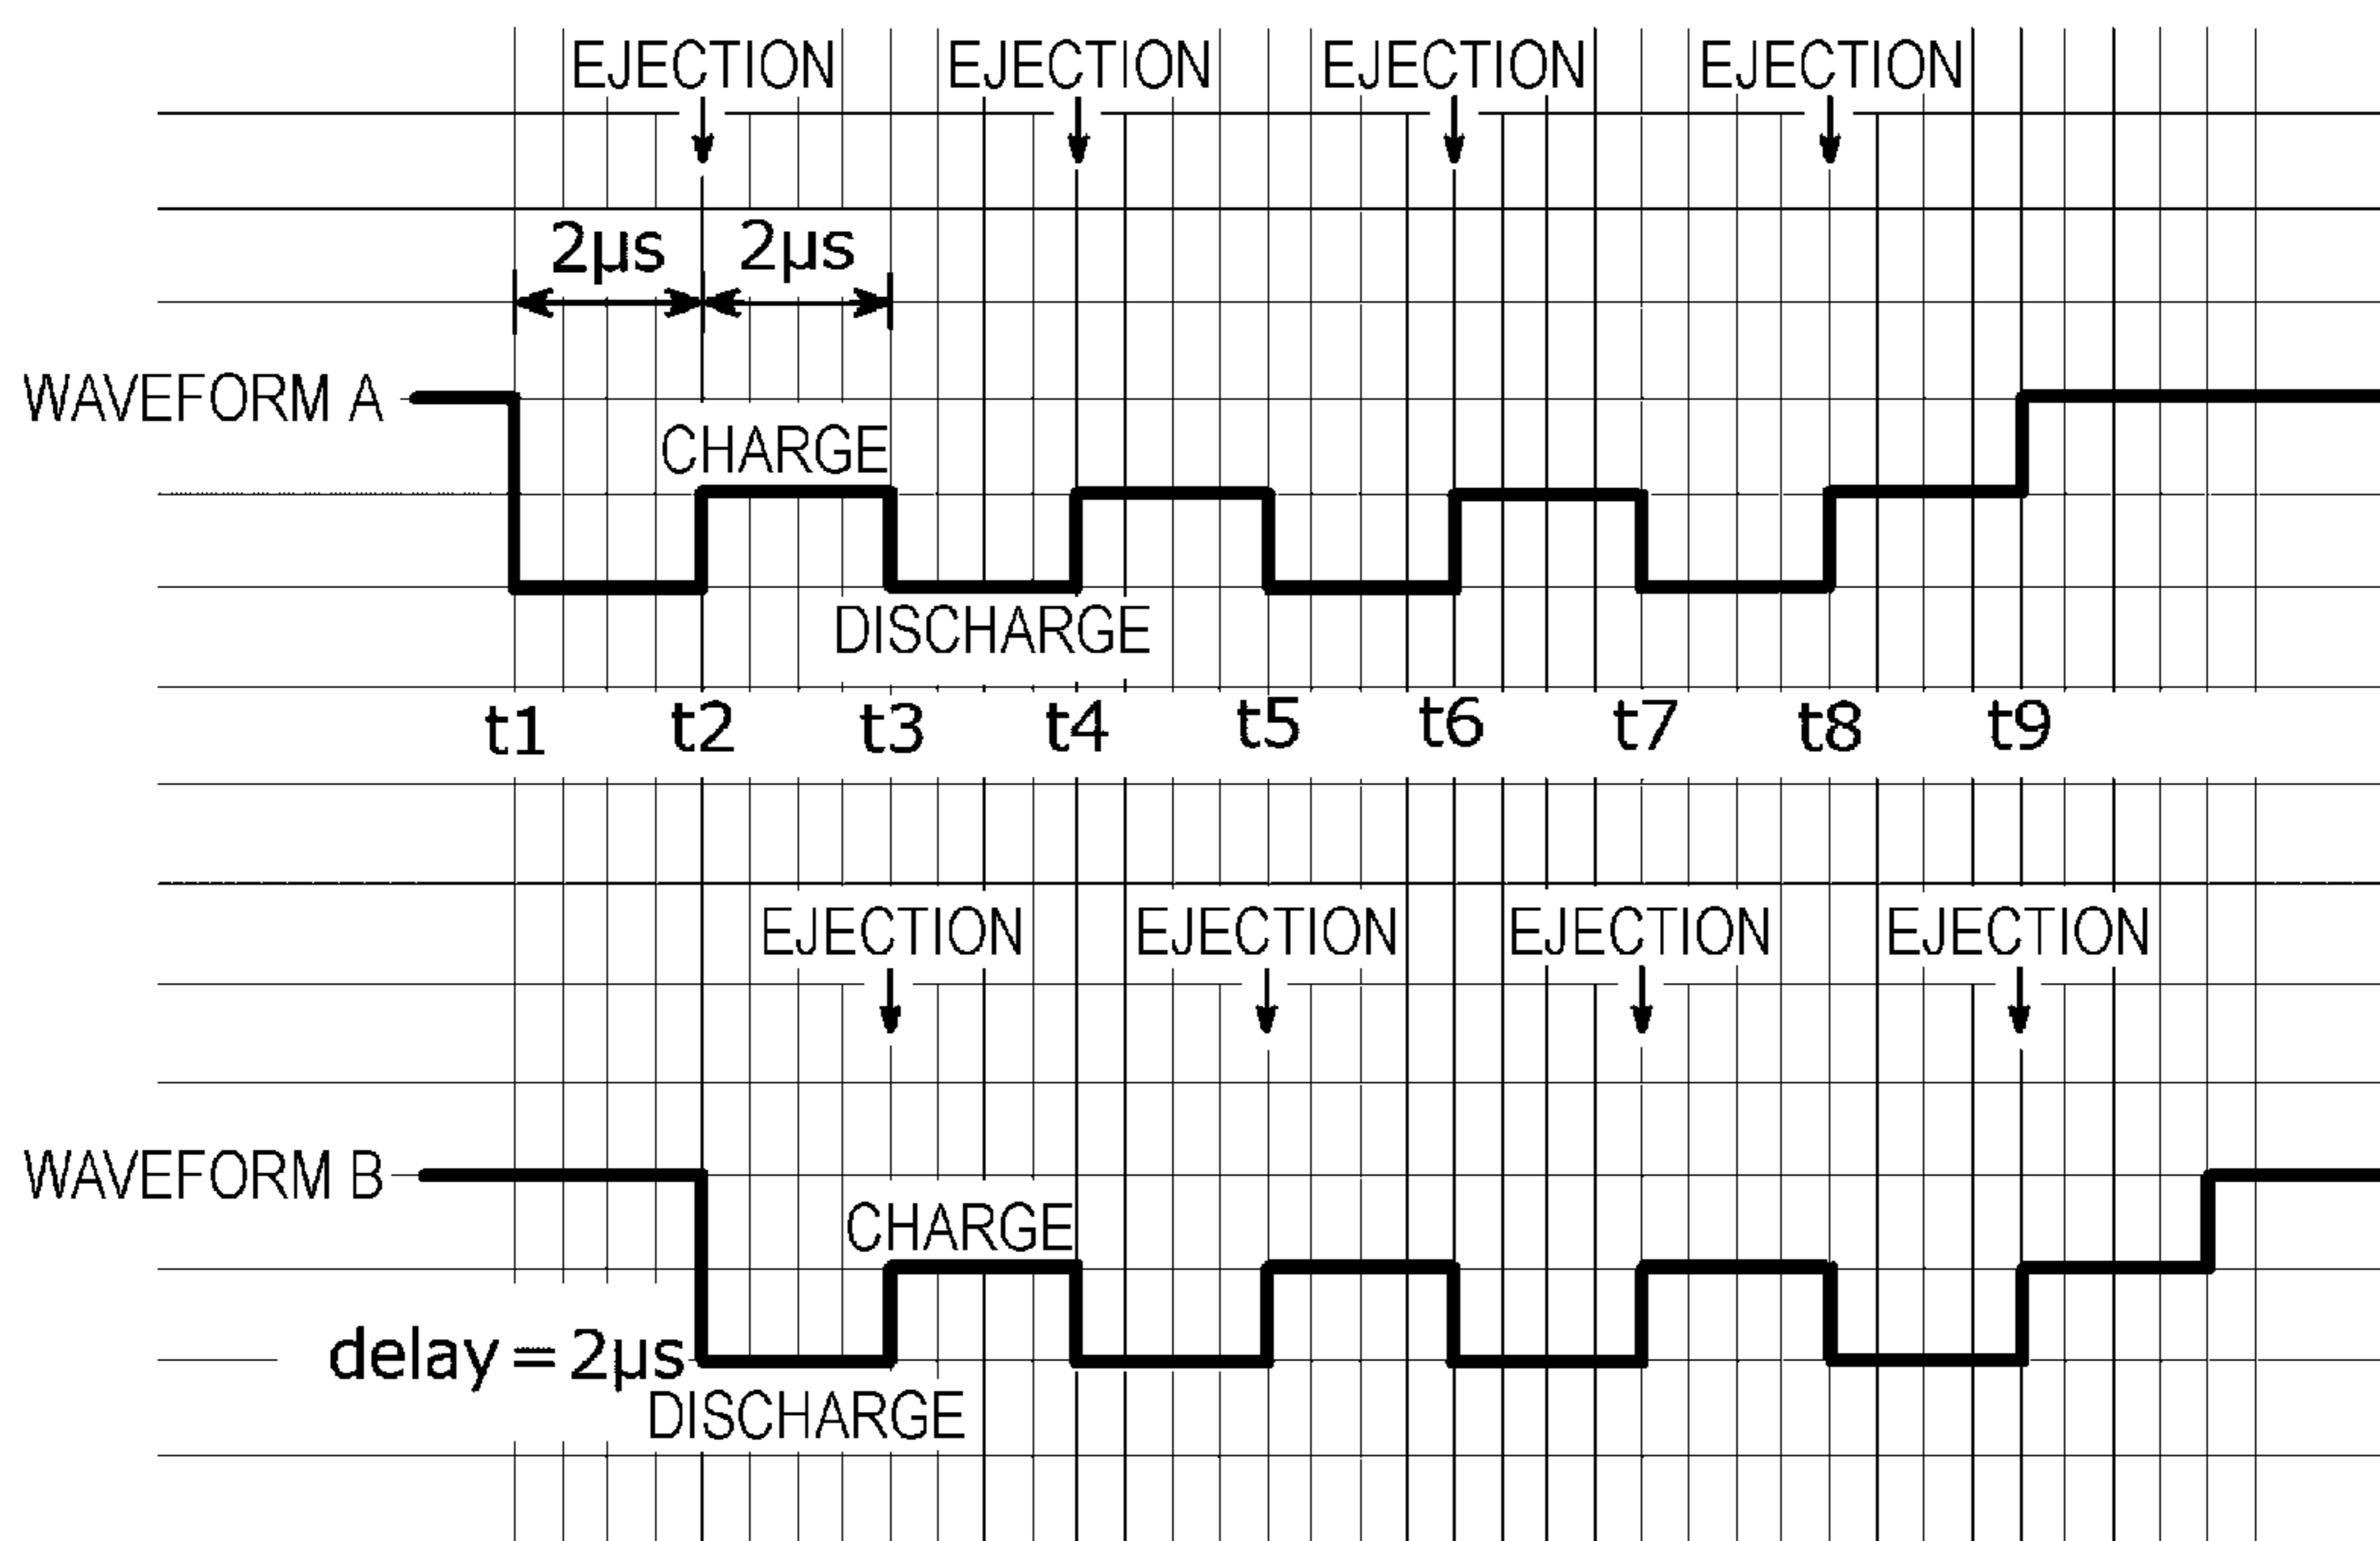 EJECTION EJECTION EJECTION EJECTION
2µs 2µs
WAVEFORM A
CHARGE
DISCHARGE
t1 t2 t3 t4 t5 t6 t7 t8 t9
EJECTION EJECTION EJECTION EJECTION
WAVEFORM B
CHARGE
delay = 2µs
DISCHARGE